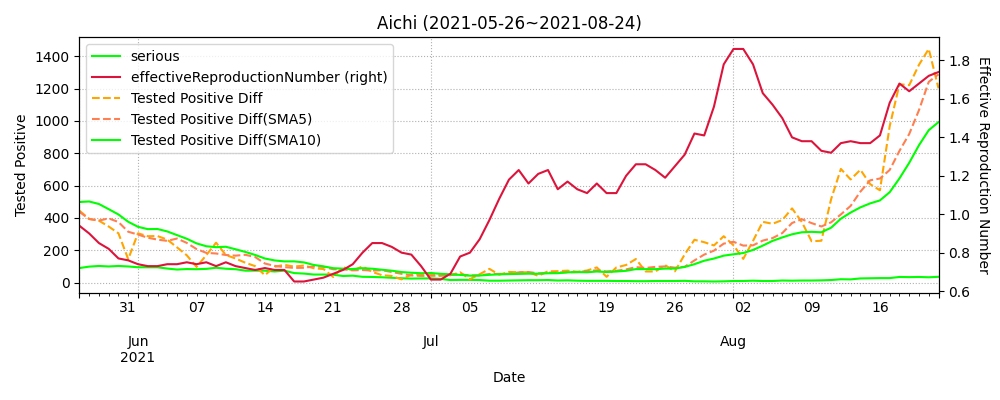 Aichi (2021-05-26~2021-08-24)
serious
effectiveReproductionNumber (right)
Tested Positive Diff
Tested Positive Diff(SMA5)
Tested Positive Diff(SMA10)
Tested Positive
1400
1200
1000
800
600
400
200
0
Effective Reproduction Number
1.8
1.6
1.4
1.2
1.0
0.8
0.6
31 07 14 21 28 05 12 19 26 02 09 16
Jun Jul Aug
2021
Date